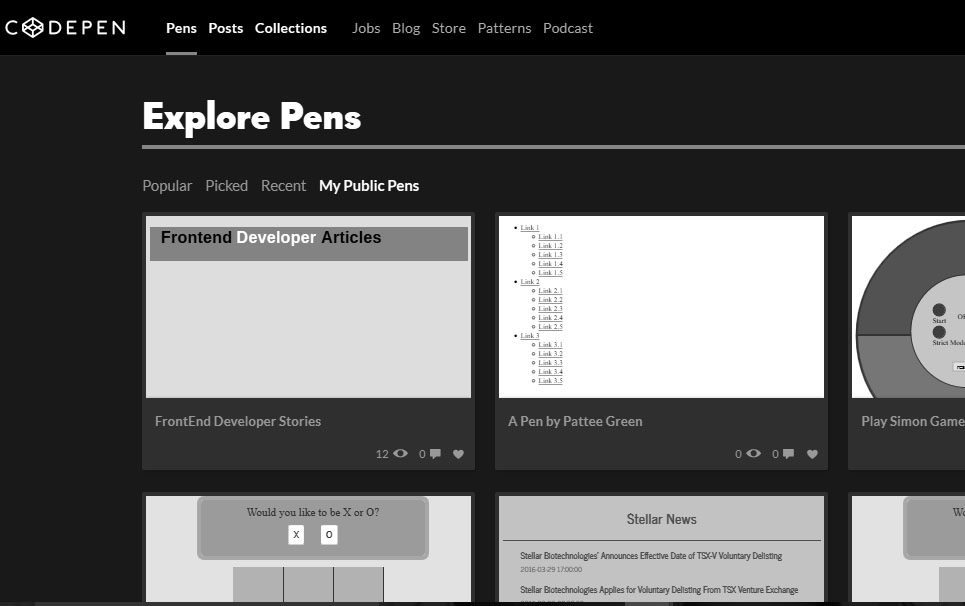 CODEPEN Pens Posts Collections Jobs Blog Store Patterns Podcast
Explore Pens
Popular Picked Recent My Public Pens
Frontend Developer Articles
FrontEnd Developer Stories
12 0
Link 1
Link 1.1
Link 1.2
Link 1.3
Link 1.4
Link 1.5
Link 2
Link 2.1
Link 2.2
Link 2.3
Link 2.4
Link 2.5
Link 3
Link 3.1
Link 3.2
Link 3.3
Link 3.4
Link 3.5
A Pen by Pattee Green
0 0
Start
Strict Mode
Play Simon Game
Would you like to be X or O?
X O
Stellar News
Stellar Biotechnologies' Announces Effective Date of TSX-V Voluntary Delisting
2016-03-29 17:00:00
Stellar Biotechnologies Applies for Voluntary Delisting From TSX Venture Exchange